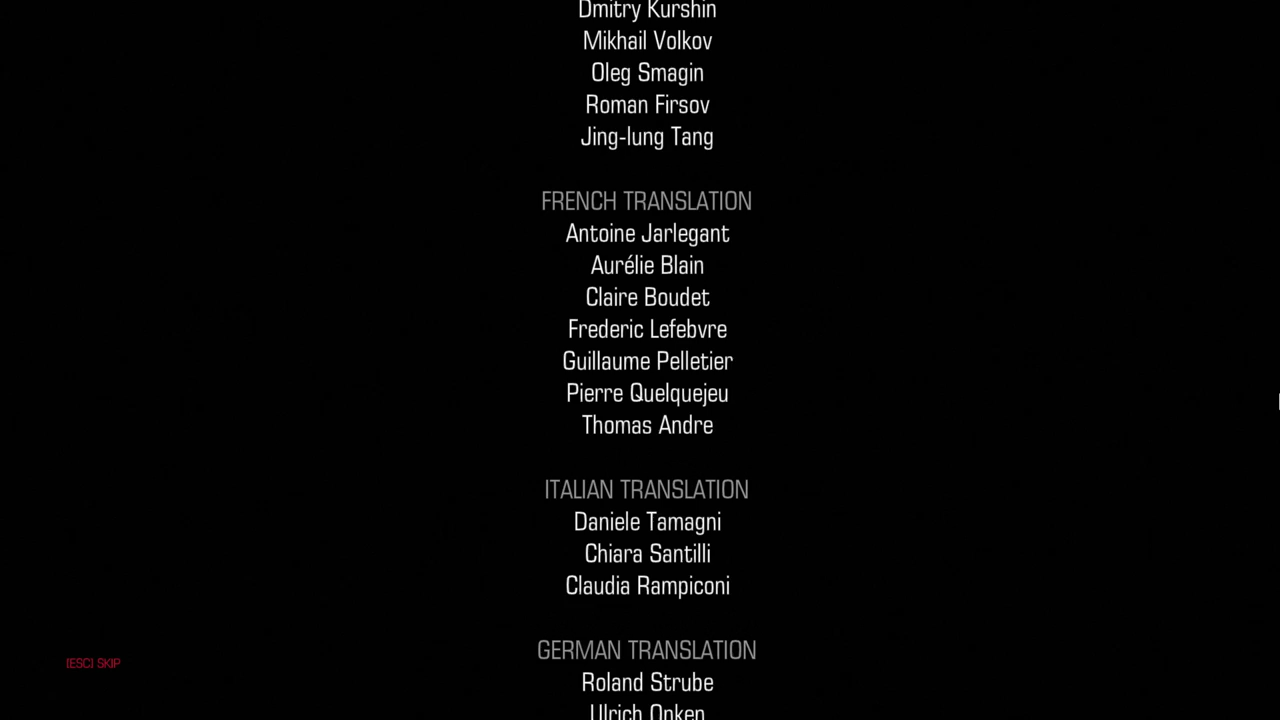 Dmitry Kurshin
Mikhail Volkov
Oleg Smagin
Roman Firsov
Jing-lung Tang
FRENCH TRANSLATION
Antoine Jarlegant
Aurélie Blain
Claire Boudet
Frederic Lefebvre
Guillaume Pelletier
Pierre Quelquejeu
Thomas Andre
ITALIAN TRANSLATION
Daniele Tamagni
Chiara Santilli
Claudia Rampiconi
GERMAN TRANSLATION
[ESC] SKIP
Roland Strube
Ulrich Onken